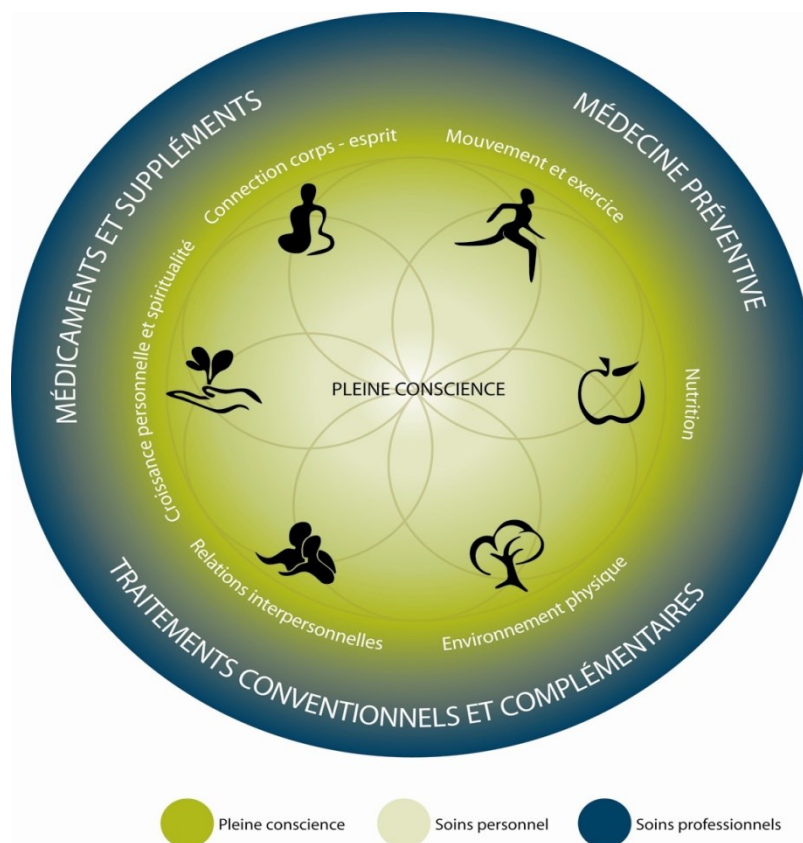 MÉDICAMENTS ET SUPPLÉMENTS
MÉDECINE PRÉVENTIVE
Connection corps - esprit
Mouvement et exercice
Croissance personnelle et spiritualité
PLEINE CONSCIENCE
Nutrition
Relations interpersonnelles
Environnement physique
TRAITEMENTS CONVENTIONNELS ET COMPLÉMENTAIRES
Pleine conscience
Soins personnel
Soins professionnels